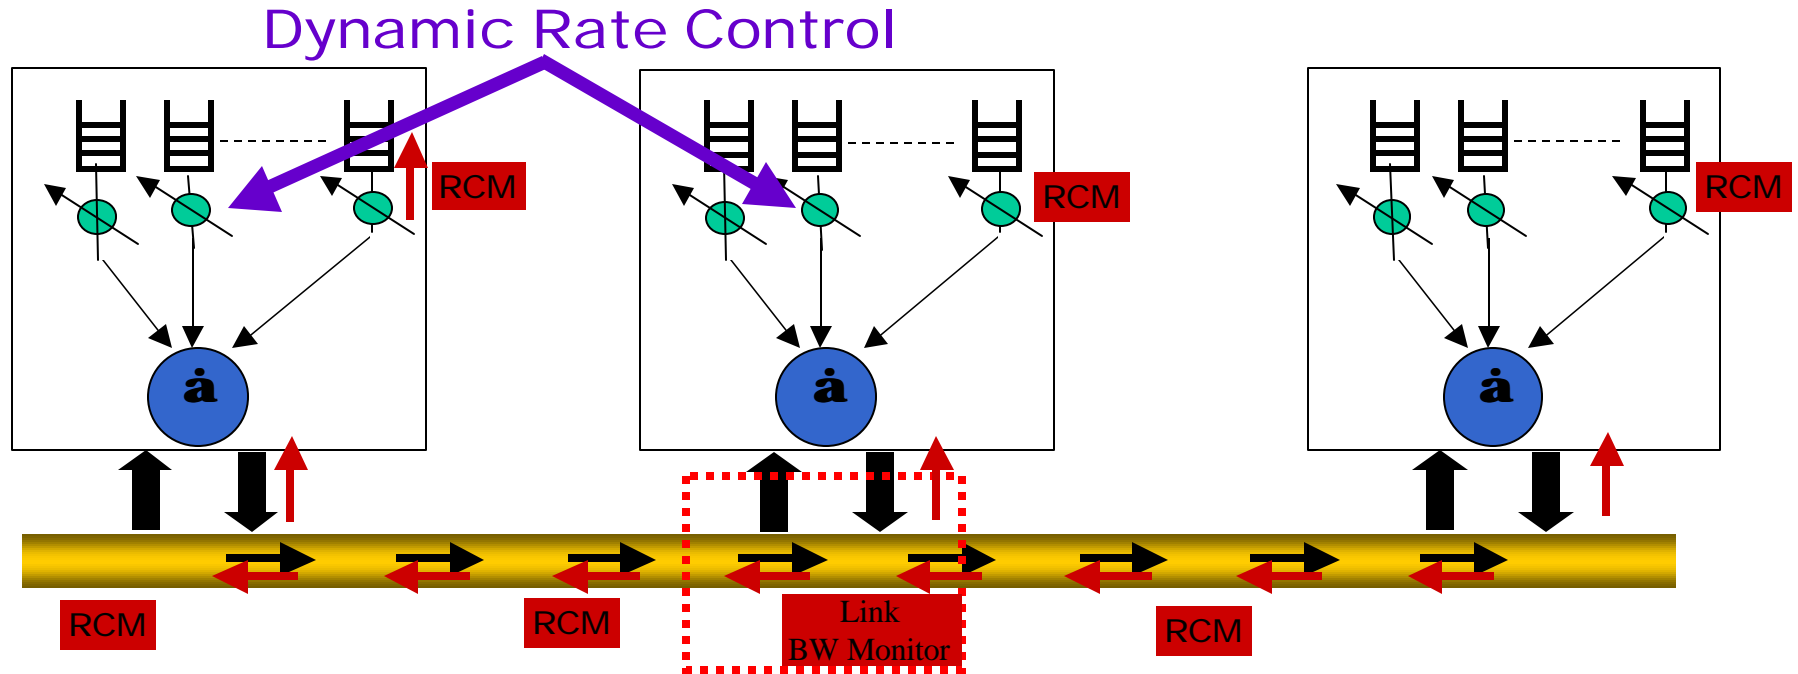 Dynamic Rate Control
RCM
RCM
RCM
å
å
å
RCM
RCM
Link
BW Monitor
RCM